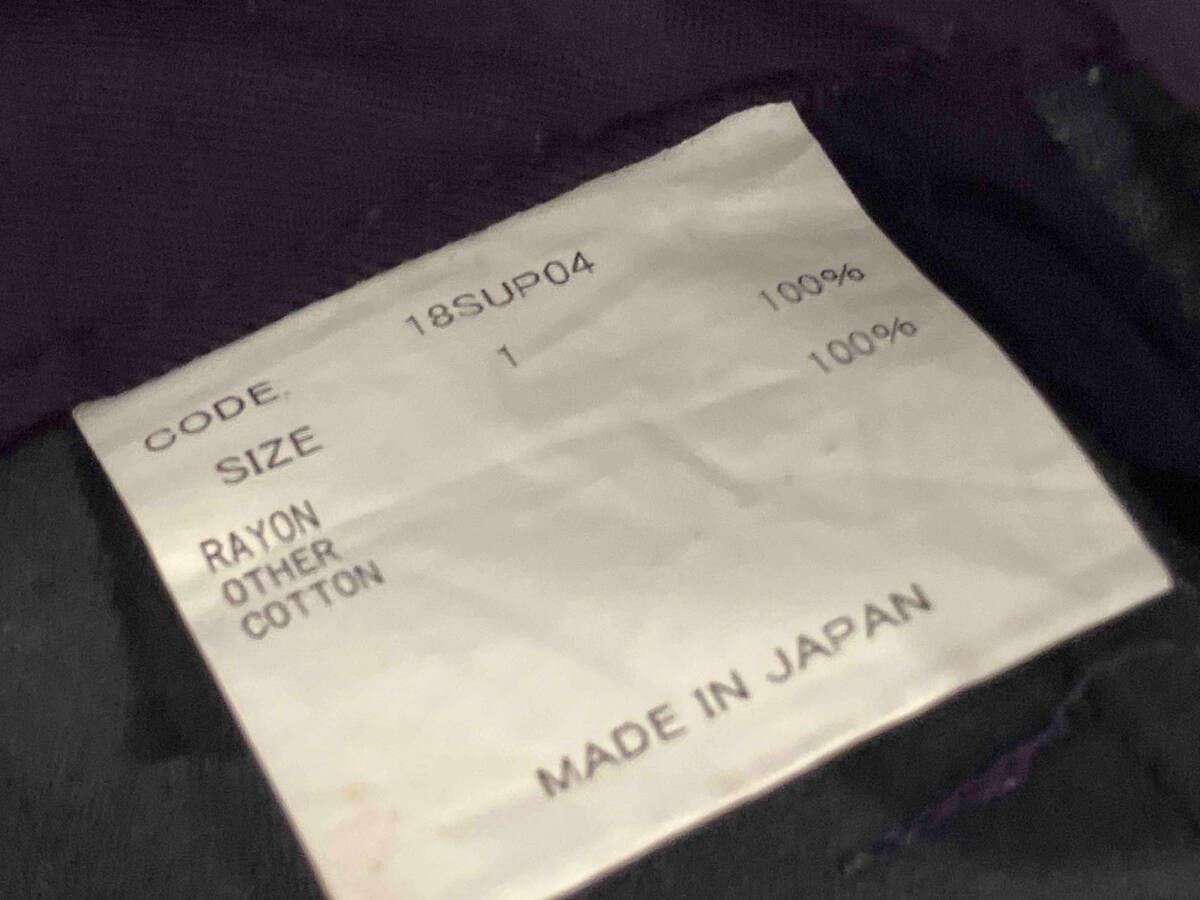 CODE. 18SUP04
SIZE 1
RAYON 100%
OTHER
COTTON 100%
MADE IN JAPAN